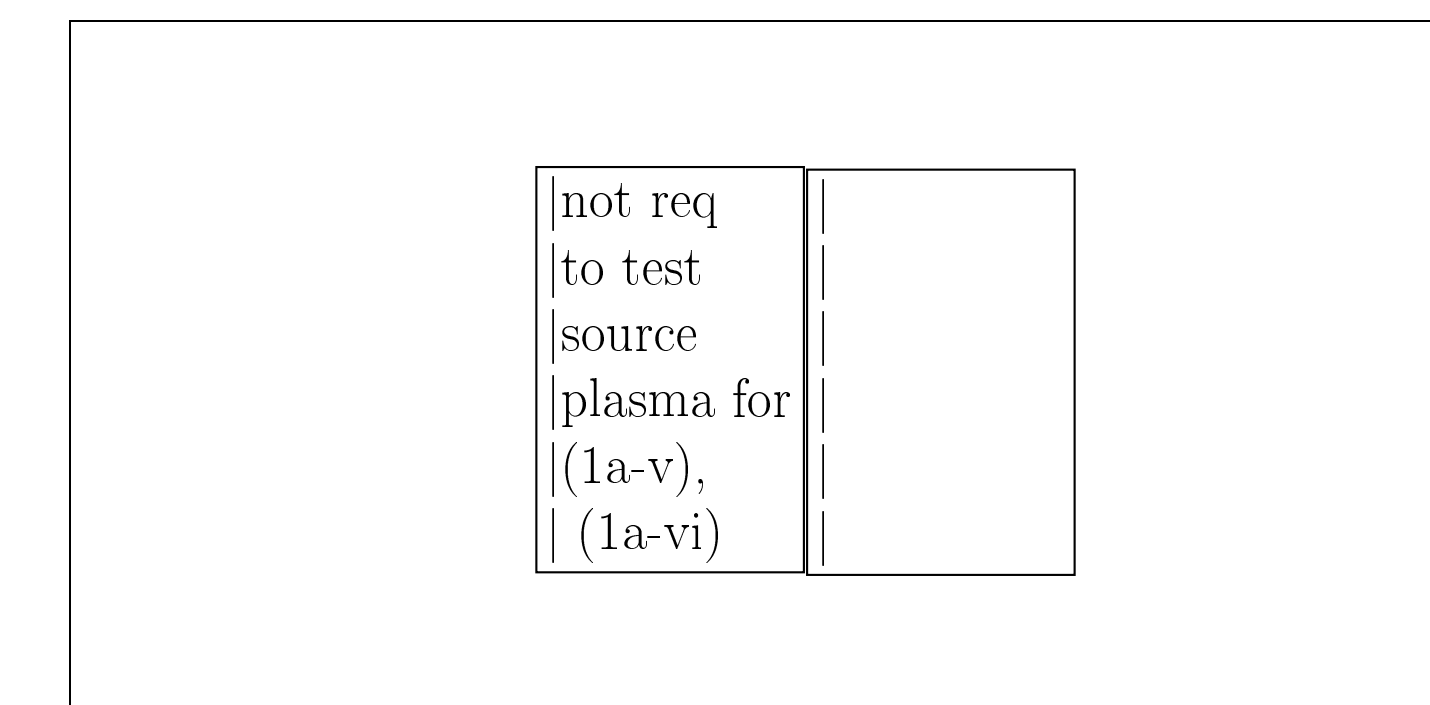 |not req
|to test
|source
|plasma for
|(1a-v),
| (1a-vi)
|
|
|
|
|
|